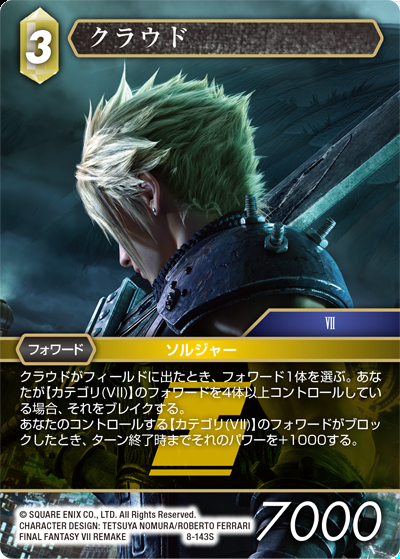 3
クラウド
VII
フォワード
ソルジャー
クラウドがフィールドに出たとき、フォワード1体を選ぶ。あな
たが【カテゴリ(VII)】のフォワードを4体以上コントロールしてい
る場合、それをブレイクする。
あなたのコントロールする【カテゴリ(VII)】のフォワードがブロッ
クしたとき、ターン終了時までそれのパワーを+1000する。
© SQUARE ENIX CO., LTD. All Rights Reserved.
CHARACTER DESIGN: TETSUYA NOMURA/ROBERTO FERRARI
FINAL FANTASY VII REMAKE
8-143S
7000